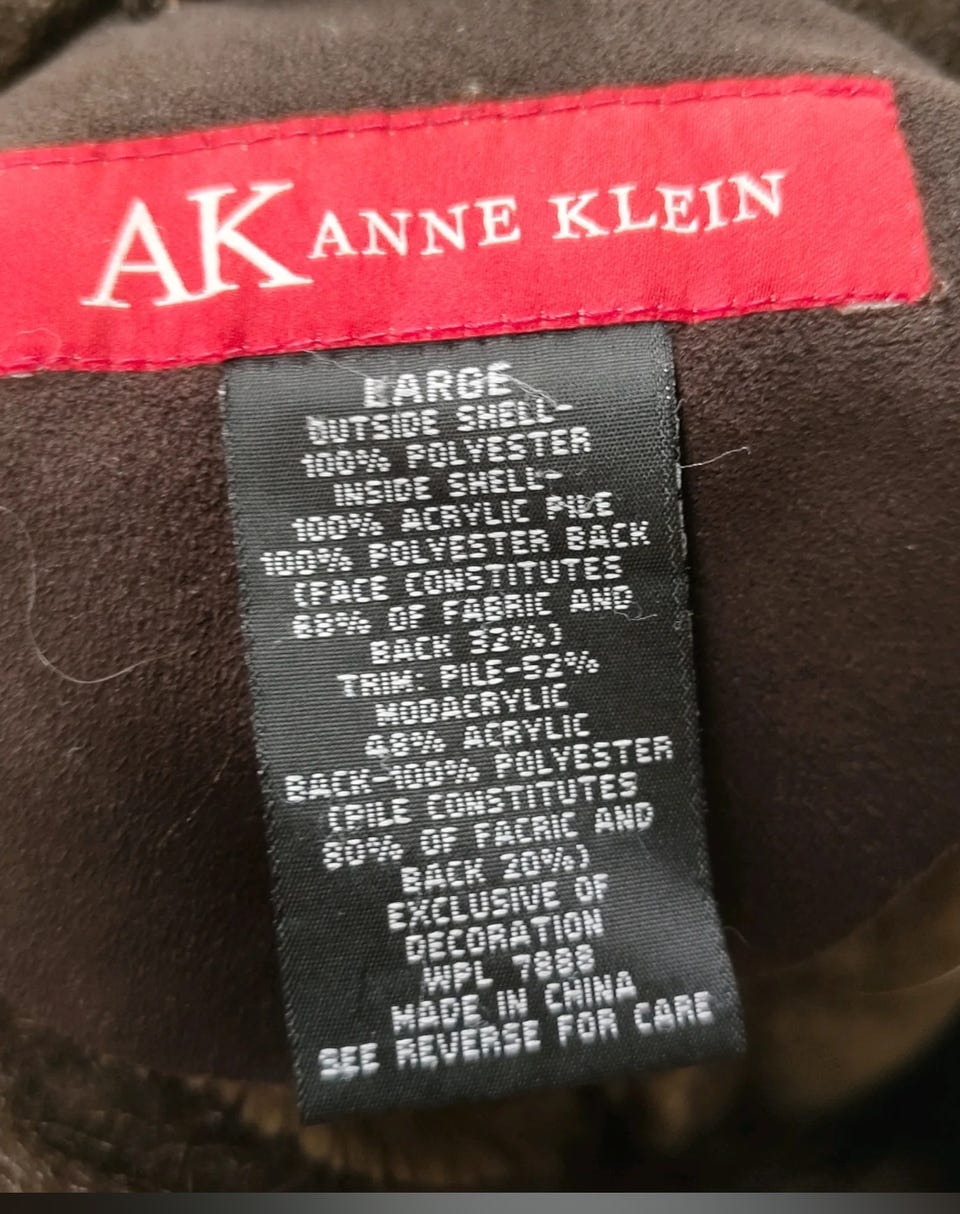 AK ANNE KLEIN
LARGE
OUTSIDE SHELL-
100% POLYESTER
INSIDE SHELL-
100% ACRYLIC PILE
100% POLYESTER BACK
(FACE CONSTITUTES
68% OF FABRIC AND
BACK 32%)
TRIM: PILE-52%
MODACRYLIC
48% ACRYLIC
BACK-100% POLYESTER
(PILE CONSTITUTES
80% OF FACRIC AND
BACK 20%)
EXCLUSIVE OF
DECORATION
WPL 7888
MADE IN CHINA
SEE REVERSE FOR CARE